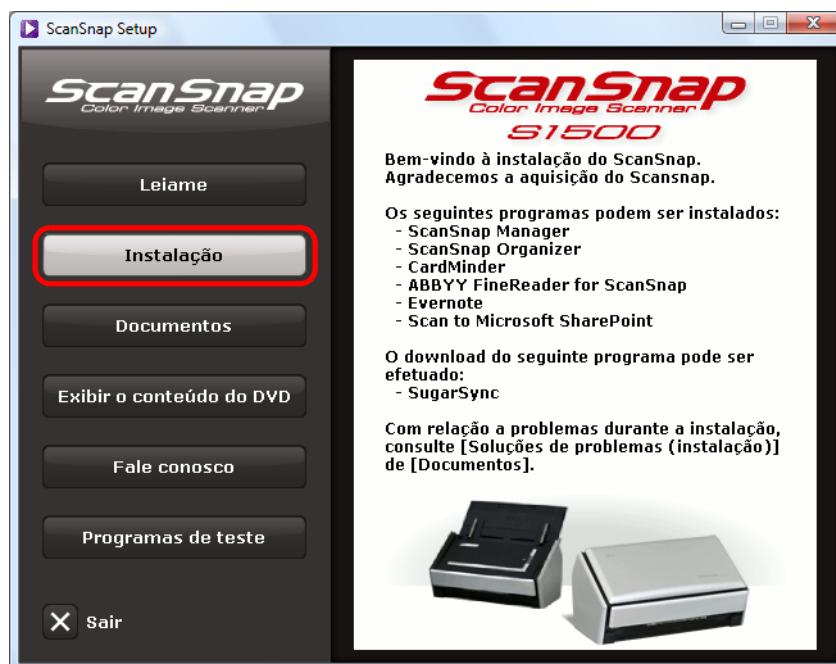 ScanSnap Setup
ScanSnap
Color Image Scanner
Leiame
Instalação
Documentos
Exibir o conteúdo do DVD
Fale conosco
Programas de teste
Sair
ScanSnap
Color Image Scanner
S1500
Bem-vindo à instalação do ScanSnap.
Agradecemos a aquisição do Scansnap.
Os seguintes programas podem ser instalados:
- ScanSnap Manager
- ScanSnap Organizer
- CardMinder
- ABBYY FineReader for ScanSnap
- Evernote
- Scan to Microsoft SharePoint
O download do seguinte programa pode ser
efetuado:
- SugarSync
Com relação a problemas durante a instalação,
consulte [Soluções de problemas (instalação)]
de [Documentos].